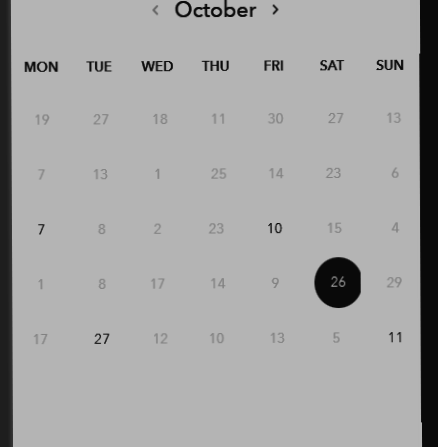 ‹ October ›
MON TUE WED THU FRI SAT SUN
19 27 18 11 30 27 13
7 13 1 25 14 23 6
7 8 2 23 10 15 4
1 8 17 14 9 26 29
17 27 12 10 13 5 11